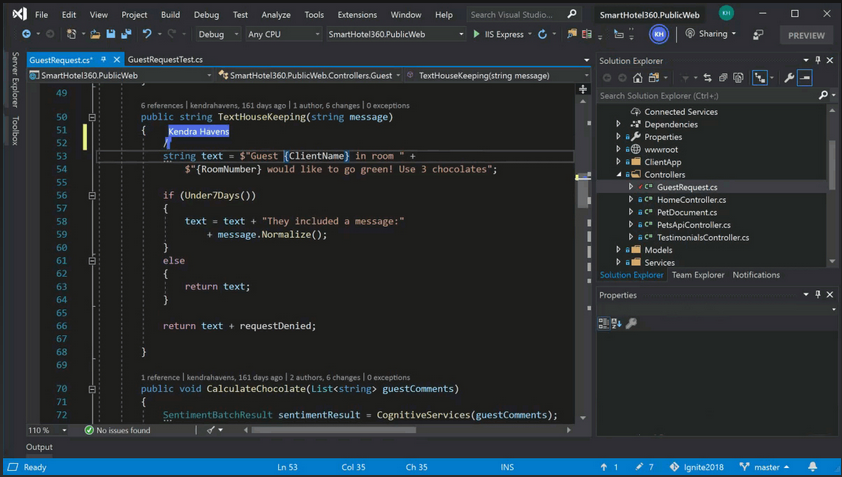 File Edit View Project Build Debug Test Analyze Tools Extensions Window Help Search Visual Studio... SmartHotel360.PublicWeb KH
Debug Any CPU SmartHotel360.PublicWeb IIS Express KH Sharing PREVIEW
Server Explorer
Toolbox
GuestRequest.cs* GuestRequestTest.cs
SmartHotel360.PublicWeb SmartHotel360.PublicWeb.Controllers.Guest TextHouseKeeping(string message)
49
6 references | kendrahavens, 161 days ago | 1 author, 6 changes | 0 exceptions
50 public string TextHouseKeeping(string message)
51 { Kendra Havens
52 /
53 string text = $"Guest {ClientName} in room " +
54 $"{RoomNumber} would like to go green! Use 3 chocolates";
55
56 if (Under7Days())
57 {
58 text = text + "They included a message:"
59 + message.Normalize();
60 }
61 else
62 {
63 return text;
64 }
65
66 return text + requestDenied;
67
68 }
69
1 reference | kendrahavens, 161 days ago | 2 authors, 6 changes | 0 exceptions
70 public void CalculateChocolate(List<string> guestComments)
71 {
72 SentimentBatchResult sentimentResult = CognitiveServices(guestComments);
110 % No issues found
Output
Solution Explorer
Search Solution Explorer (Ctrl+;)
Connected Services
Dependencies
Properties
wwwroot
ClientApp
Controllers
C# GuestRequest.cs
C# HomeController.cs
C# PetDocument.cs
C# PetsApiController.cs
C# TestimonialsController.cs
Models
Services
Solution Explorer Team Explorer Notifications
Properties
Ready Ln 53 Col 35 Ch 35 INS 1 7 Ignite2018 master